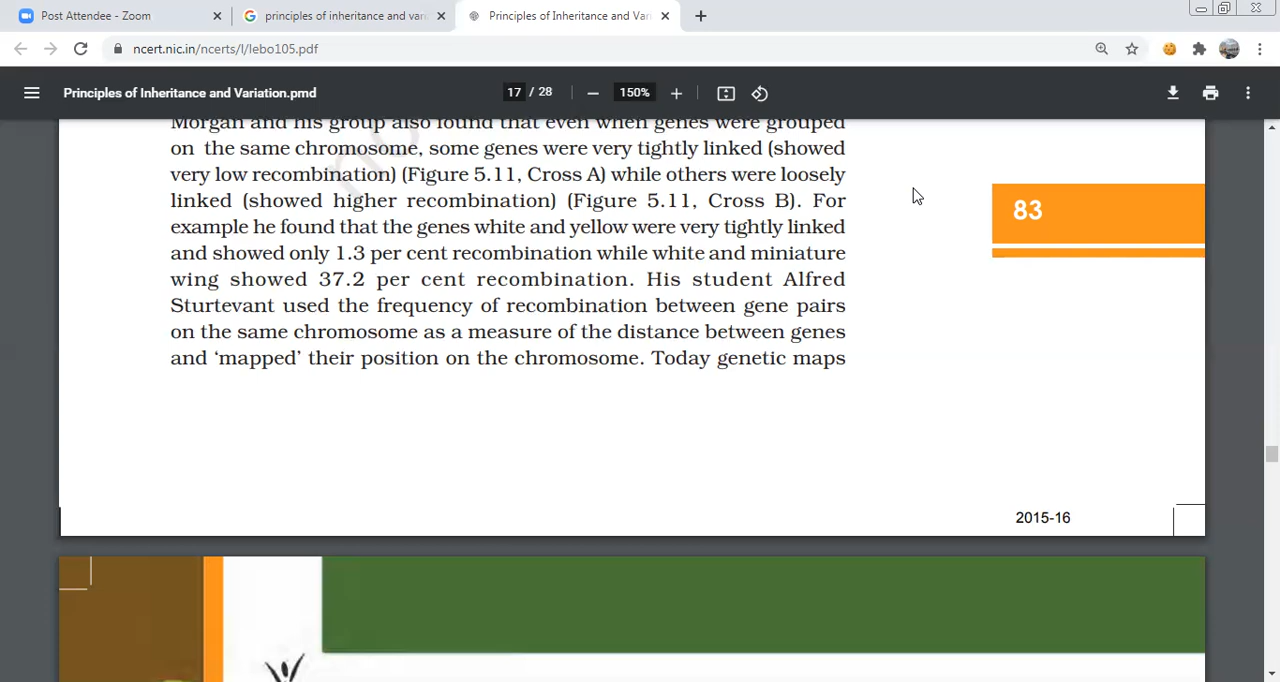 Post Attendee - Zoom
principles of inheritance and vari
Principles of Inheritance and Var
ncert.nic.in/ncerts/l/lebo105.pdf
Principles of Inheritance and Variation.pmd
17 / 28
150%
Morgan and his group also found that even when genes were grouped
on the same chromosome, some genes were very tightly linked (showed
very low recombination) (Figure 5.11, Cross A) while others were loosely
linked (showed higher recombination) (Figure 5.11, Cross B). For
example he found that the genes white and yellow were very tightly linked
and showed only 1.3 per cent recombination while white and miniature
wing showed 37.2 per cent recombination. His student Alfred
Sturtevant used the frequency of recombination between gene pairs
on the same chromosome as a measure of the distance between genes
and ‘mapped’ their position on the chromosome. Today genetic maps
83
2015-16